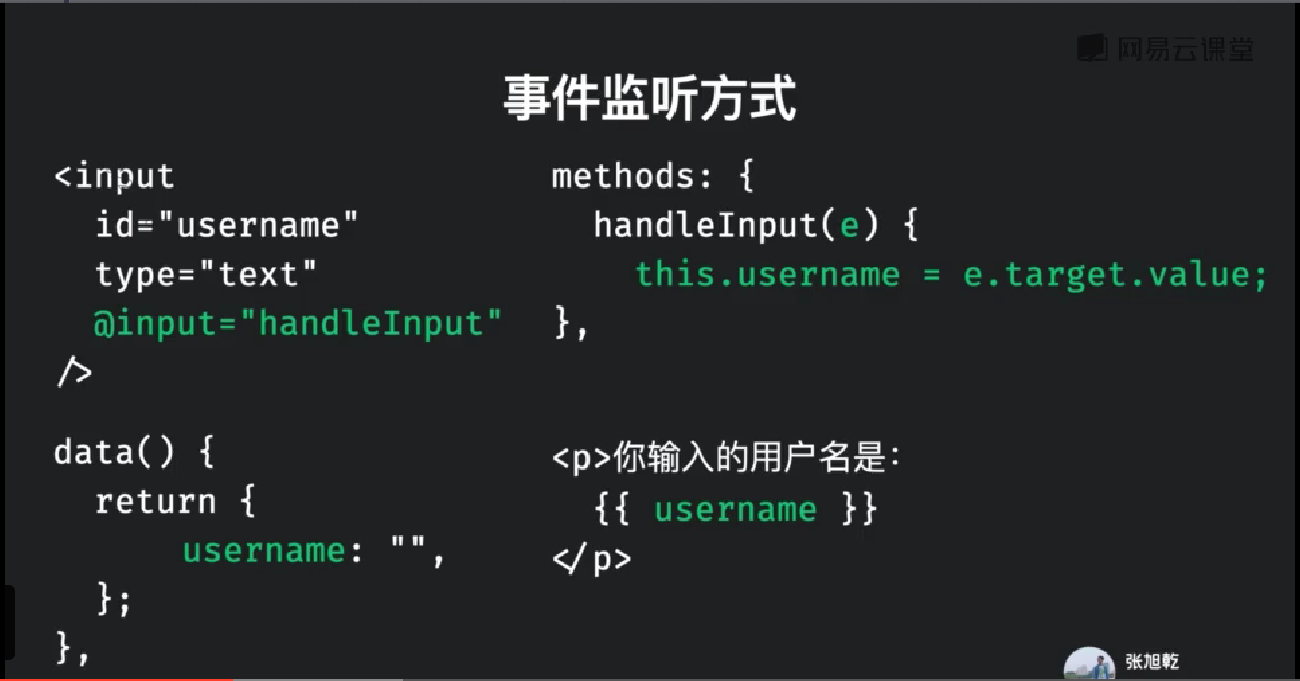 网易云课堂
事件监听方式
<input
id="username"
type="text"
@input="handleInput"
/>
methods: {
handleInput(e) {
this.username = e.target.value;
},
data() {
return {
username: "",
};
},
<p>你输入的用户名是：
{{ username }}
</p>
张旭乾